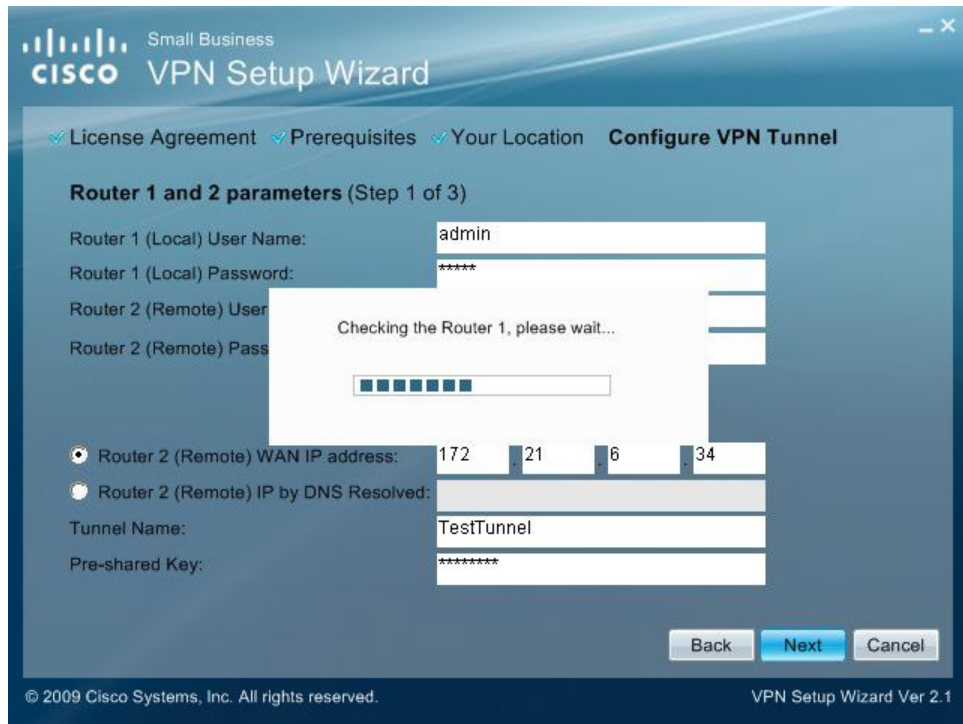 Small Business
CISCO VPN Setup Wizard
License Agreement Prerequisites Your Location Configure VPN Tunnel
Router 1 and 2 parameters (Step 1 of 3)
Router 1 (Local) User Name: admin
Router 1 (Local) Password: *****
Router 2 (Remote) User
Checking the Router 1, please wait...
Router 2 (Remote) Pass
Router 2 (Remote) WAN IP address: 172 . 21 . 6 . 34
Router 2 (Remote) IP by DNS Resolved:
Tunnel Name: TestTunnel
Pre-shared Key: ********
Back Next Cancel
© 2009 Cisco Systems, Inc. All rights reserved. VPN Setup Wizard Ver 2.1